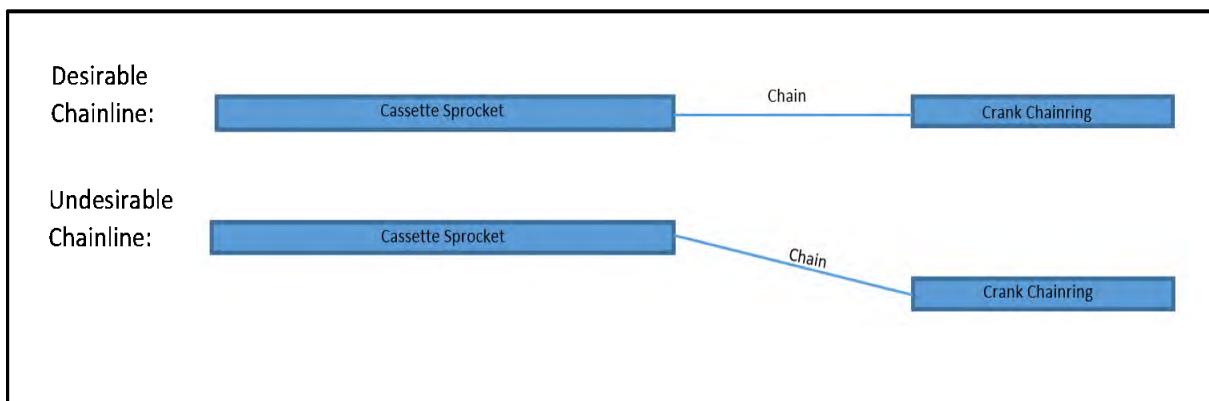 Desirable
Chainline:
Cassette Sprocket
Chain
Crank Chainring
Undesirable
Chainline:
Cassette Sprocket
Chain
Crank Chainring